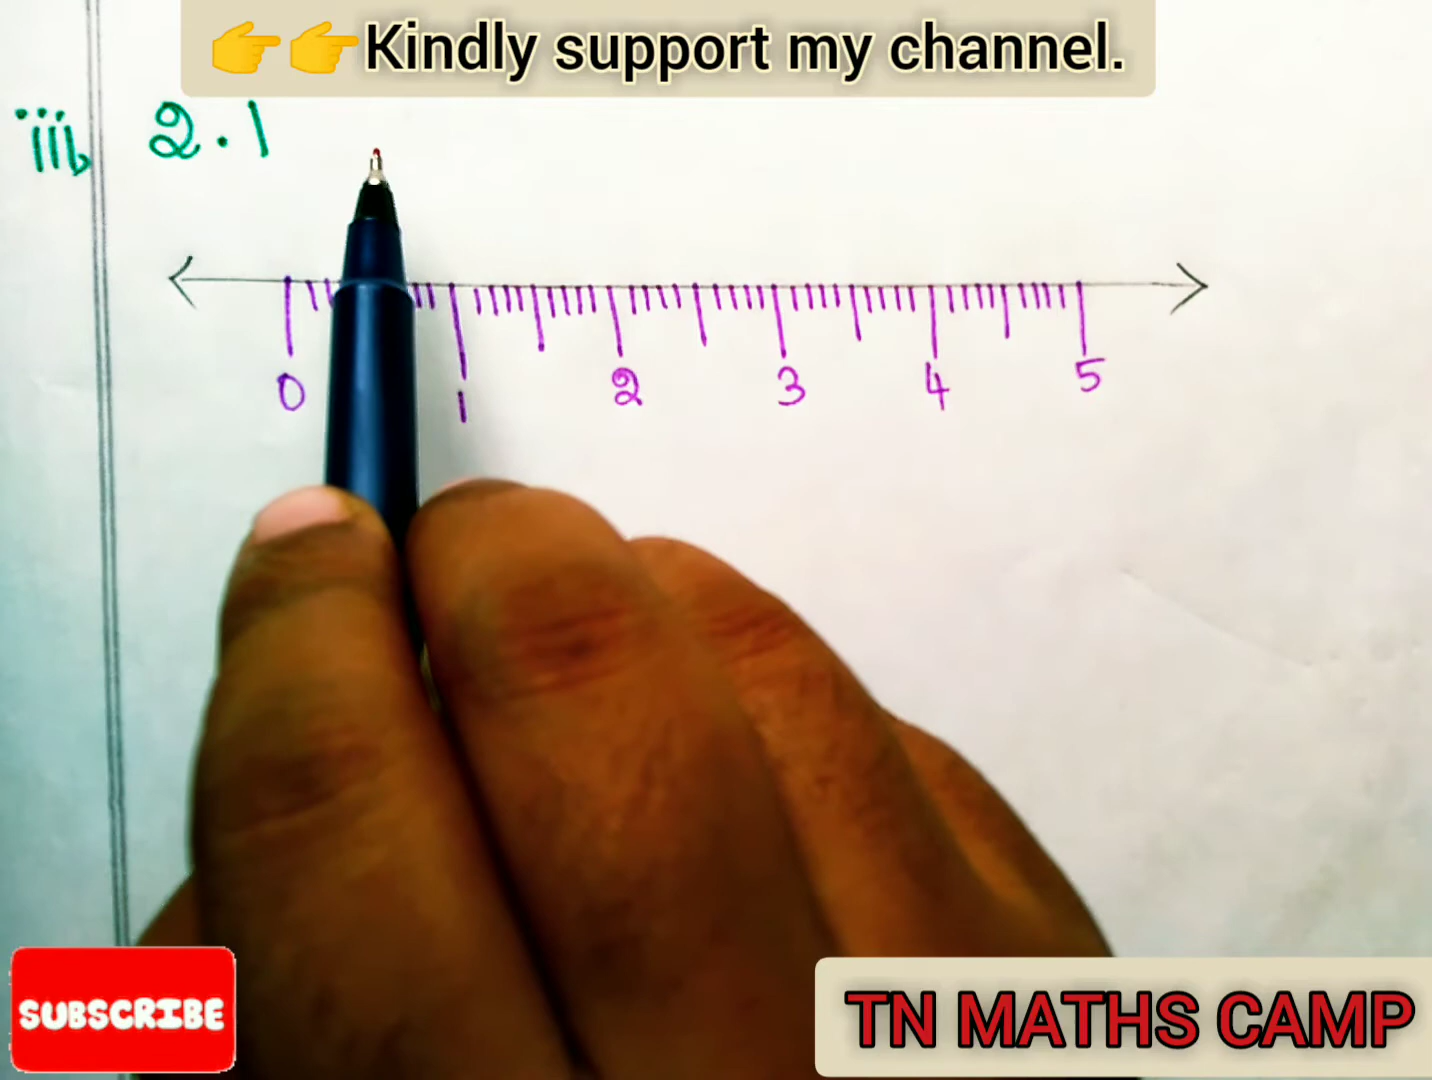 👉👉Kindly support my channel.
iii, 2.1
0 1 2 3 4 5
SUBSCRIBE
TN MATHS CAMP